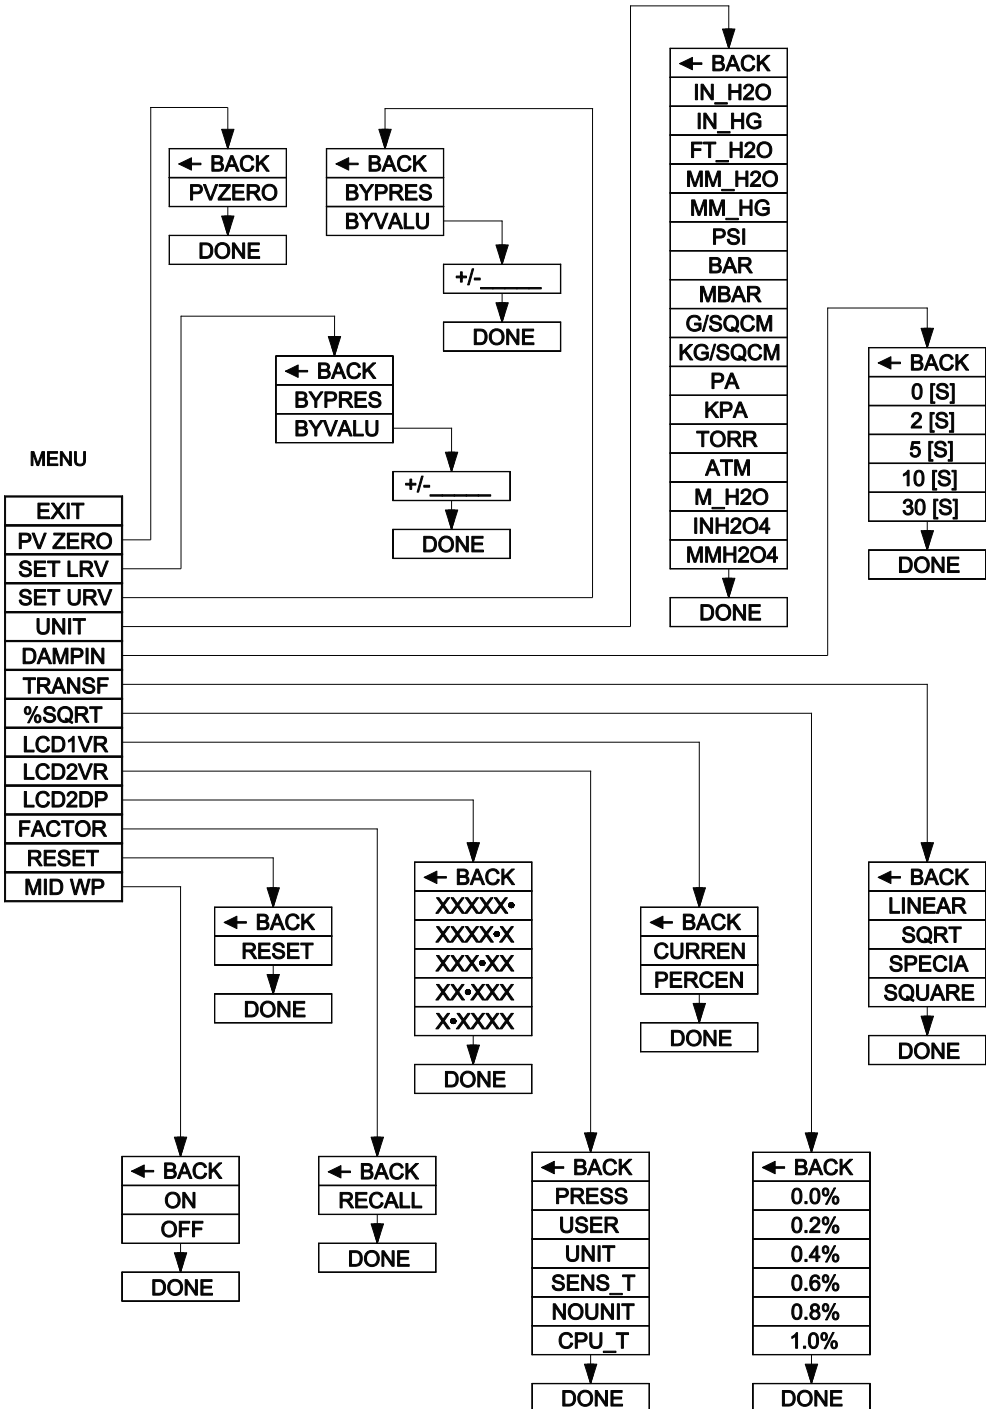 ← BACK
IN_H2O
IN_HG
FT_H2O
MM_H2O
MM_HG
PSI
BAR
MBAR
G/SQCM
KG/SQCM
PA
KPA
TORR
ATM
M_H2O
INH2O4
MMH2O4
DONE
← BACK
PVZERO
DONE
← BACK
BYPRES
BYVALU
+/-______
DONE
← BACK
BYPRES
BYVALU
+/-______
DONE
← BACK
0 [S]
2 [S]
5 [S]
10 [S]
30 [S]
DONE
MENU
EXIT
PV ZERO
SET LRV
SET URV
UNIT
DAMPIN
TRANSF
%SQRT
LCD1VR
LCD2VR
LCD2DP
FACTOR
RESET
MID WP
← BACK
RESET
DONE
← BACK
XXXXX•
XXXX•X
XXX•XX
XX•XXX
X•XXXX
DONE
← BACK
CURREN
PERCEN
DONE
← BACK
LINEAR
SQRT
SPECIA
SQUARE
DONE
← BACK
ON
OFF
DONE
← BACK
RECALL
DONE
← BACK
PRESS
USER
UNIT
SENS_T
NOUNIT
CPU_T
DONE
← BACK
0.0%
0.2%
0.4%
0.6%
0.8%
1.0%
DONE